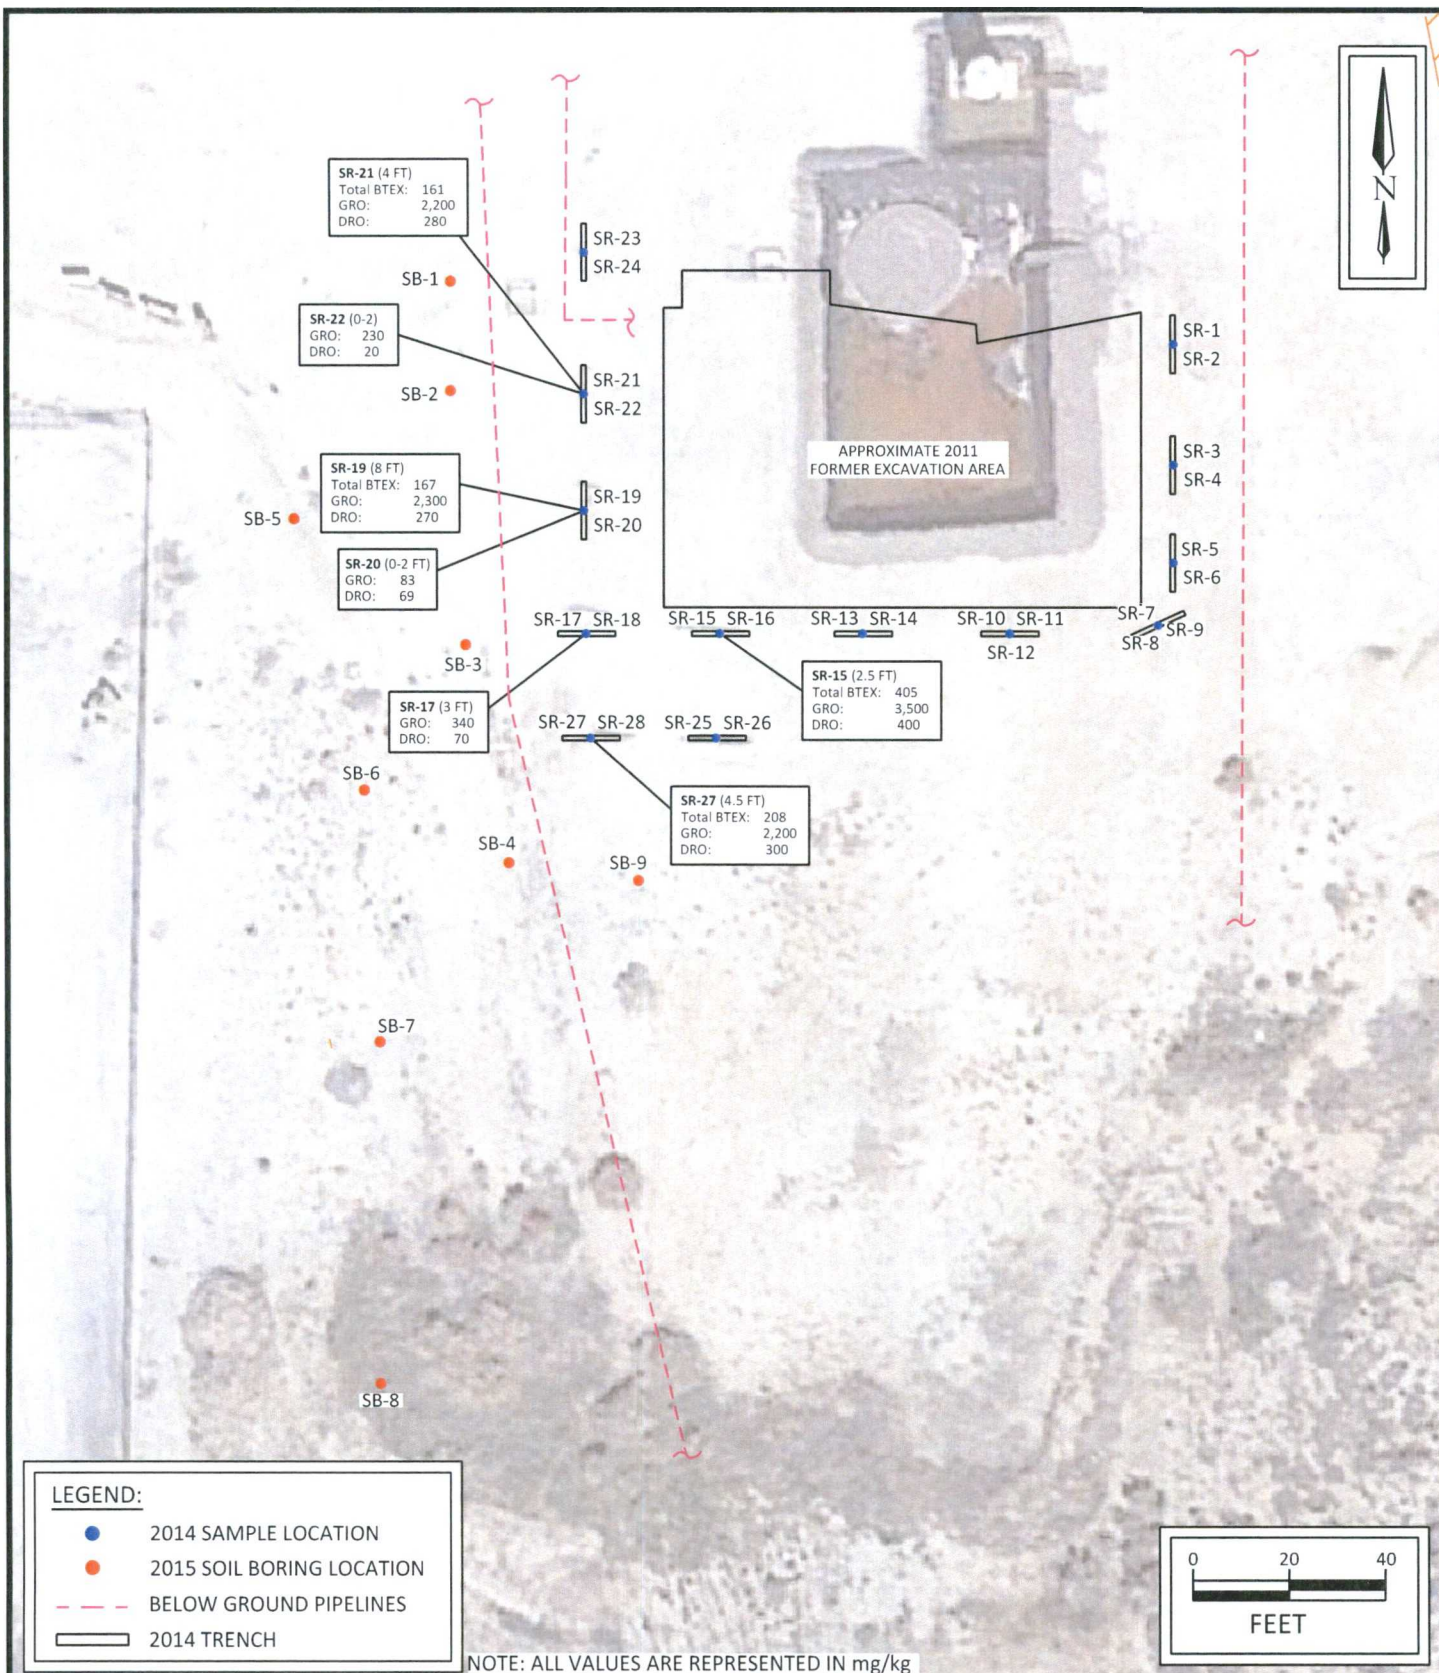 N
SR-21 (4 FT)
Total BTEX: 161
GRO: 2,200
DRO: 280
SR-23
SR-24
SB-1
SR-22 (0-2)
GRO: 230
DRO: 20
SR-1
SR-2
SB-2
SR-21
SR-22
APPROXIMATE 2011
FORMER EXCAVATION AREA
SR-3
SR-4
SR-19 (8 FT)
Total BTEX: 167
GRO: 2,300
DRO: 270
SR-19
SR-20
SB-5
SR-20 (0-2 FT)
GRO: 83
DRO: 69
SR-5
SR-6
SR-17 SR-18
SR-15 SR-16
SR-13 SR-14
SR-10 SR-11
SR-12
SR-7
SR-9
SR-8
SB-3
SR-17 (3 FT)
GRO: 340
DRO: 70
SR-15 (2.5 FT)
Total BTEX: 405
GRO: 3,500
DRO: 400
SR-27 SR-28
SR-25 SR-26
SB-6
SR-27 (4.5 FT)
Total BTEX: 208
GRO: 2,200
DRO: 300
SB-4
SB-9
SB-7
SB-8
LEGEND:
2014 SAMPLE LOCATION
2015 SOIL BORING LOCATION
BELOW GROUND PIPELINES
2014 TRENCH
NOTE: ALL VALUES ARE REPRESENTED IN mg/kg
0 20 40
FEET